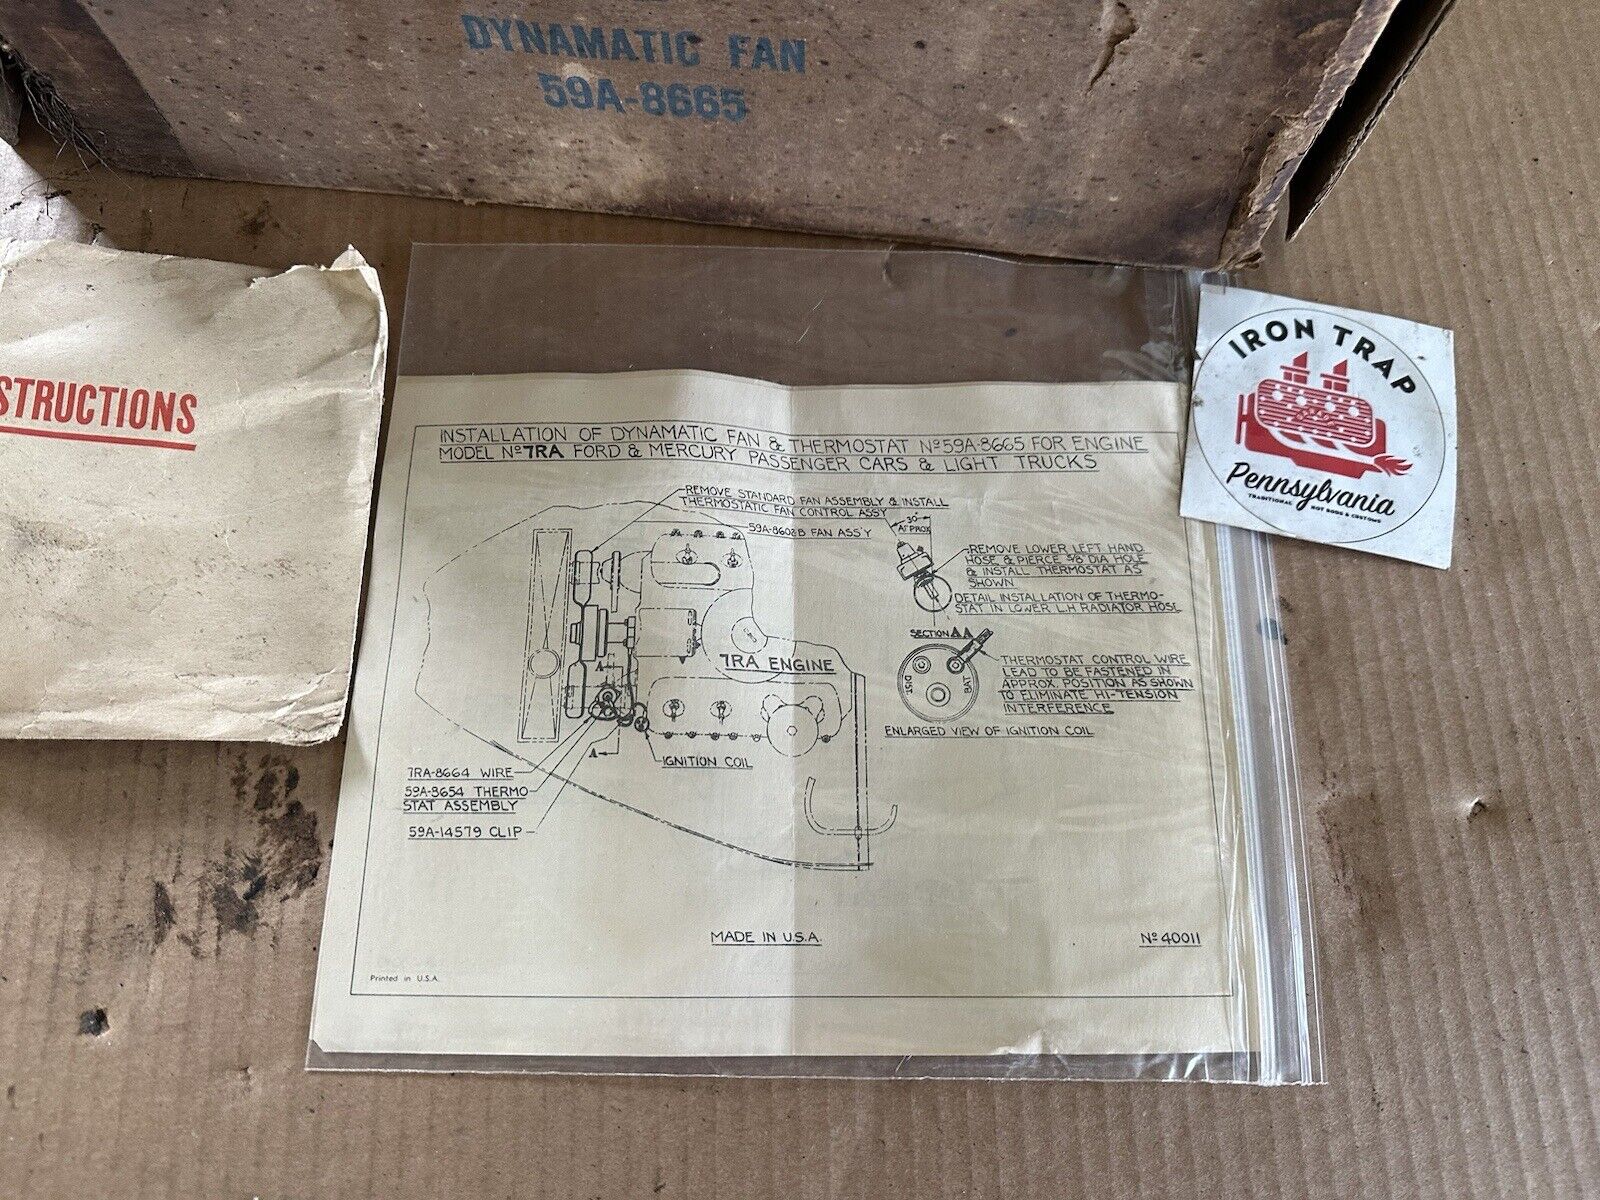 DYNAMATIC FAN
59A-8665
STRUCTIONS
INSTALLATION OF DYNAMATIC FAN & THERMOSTAT Nº59A-8665 FOR ENGINE
MODEL Nº 7RA FORD & MERCURY PASSENGER CARS & LIGHT TRUCKS
REMOVE STANDARD FAN ASSEMBLY & INSTALL
THERMOSTATIC FAN CONTROL ASSY
59A-8602B FAN ASS'Y
30°
APPROX
REMOVE LOWER LEFT HAND
HOSE & PIERCE 5/8 DIA HOLE
& INSTALL THERMOSTAT AS
SHOWN
DETAIL INSTALLATION OF THERMO-
STAT IN LOWER L.H RADIATOR HOSE
SECTION AA
THERMOSTAT CONTROL WIRE
LEAD TO BE FASTENED IN
APPROX POSITION AS SHOWN
TO ELIMINATE HI-TENSION
INTERFERENCE
DIST
BAT
ENLARGED VIEW OF IGNITION COIL
7RA ENGINE
A
A
IGNITION COIL
7RA-8664 WIRE
59A-8654 THERMO-
STAT ASSEMBLY
59A-14579 CLIP
MADE IN U.S.A.
Nº 40011
Printed in U.S.A.
IRON TRAP
Pennsylvania
TRADITIONAL HOT RODS & CUSTOMS